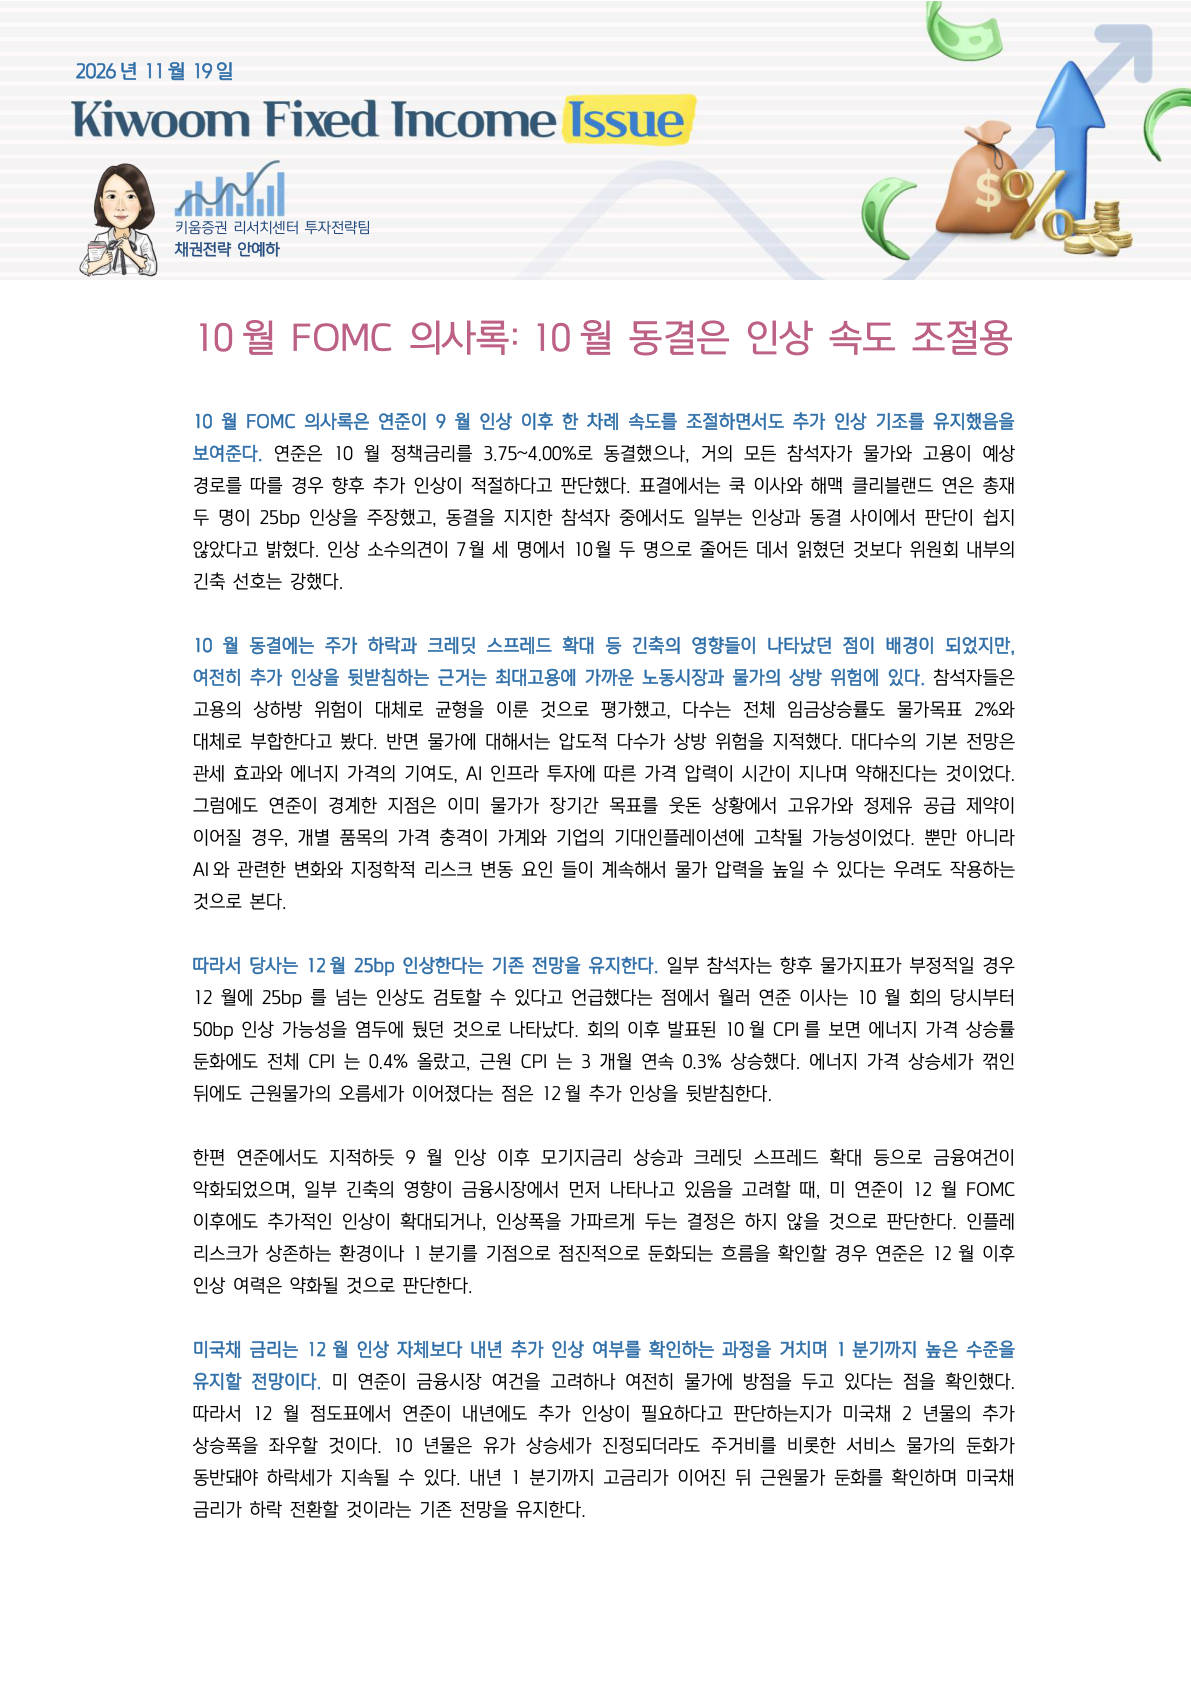 2026년 11월 19일
Kiwoom Fixed Income Issue
키움증권 리서치센터 투자전략팀
채권전략 안예하
$
%
10월 FOMC 의사록: 10월 동결은 인상 속도 조절용
10 월 FOMC 의사록은 연준이 9 월 인상 이후 한 차례 속도를 조절하면서도 추가 인상 기조를 유지했음을
보여준다. 연준은 10 월 정책금리를 3.75~4.00%로 동결했으나, 거의 모든 참석자가 물가와 고용이 예상
경로를 따를 경우 향후 추가 인상이 적절하다고 판단했다. 표결에서는 쿡 이사와 해맥 클리블랜드 연은 총재
두 명이 25bp 인상을 주장했고, 동결을 지지한 참석자 중에서도 일부는 인상과 동결 사이에서 판단이 쉽지
않았다고 밝혔다. 인상 소수의견이 7월 세 명에서 10월 두 명으로 줄어든 데서 읽혔던 것보다 위원회 내부의
긴축 선호는 강했다.
10 월 동결에는 주가 하락과 크레딧 스프레드 확대 등 긴축의 영향들이 나타났던 점이 배경이 되었지만,
여전히 추가 인상을 뒷받침하는 근거는 최대고용에 가까운 노동시장과 물가의 상방 위험에 있다. 참석자들은
고용의 상하방 위험이 대체로 균형을 이룬 것으로 평가했고, 다수는 전체 임금상승률도 물가목표 2%와
대체로 부합한다고 봤다. 반면 물가에 대해서는 압도적 다수가 상방 위험을 지적했다. 대다수의 기본 전망은
관세 효과와 에너지 가격의 기여도, AI 인프라 투자에 따른 가격 압력이 시간이 지나며 약해진다는 것이었다.
그럼에도 연준이 경계한 지점은 이미 물가가 장기간 목표를 웃돈 상황에서 고유가와 정제유 공급 제약이
이어질 경우, 개별 품목의 가격 충격이 가계와 기업의 기대인플레이션에 고착될 가능성이었다. 뿐만 아니라
AI와 관련한 변화와 지정학적 리스크 변동 요인 들이 계속해서 물가 압력을 높일 수 있다는 우려도 작용하는
것으로 본다.
따라서 당사는 12월 25bp 인상한다는 기존 전망을 유지한다. 일부 참석자는 향후 물가지표가 부정적일 경우
12 월에 25bp 를 넘는 인상도 검토할 수 있다고 언급했다는 점에서 월러 연준 이사는 10 월 회의 당시부터
50bp 인상 가능성을 염두에 뒀던 것으로 나타났다. 회의 이후 발표된 10월 CPI를 보면 에너지 가격 상승률
둔화에도 전체 CPI 는 0.4% 올랐고, 근원 CPI 는 3 개월 연속 0.3% 상승했다. 에너지 가격 상승세가 꺾인
뒤에도 근원물가의 오름세가 이어졌다는 점은 12월 추가 인상을 뒷받침한다.
한편 연준에서도 지적하듯 9 월 인상 이후 모기지금리 상승과 크레딧 스프레드 확대 등으로 금융여건이
악화되었으며, 일부 긴축의 영향이 금융시장에서 먼저 나타나고 있음을 고려할 때, 미 연준이 12 월 FOMC
이후에도 추가적인 인상이 확대되거나, 인상폭을 가파르게 두는 결정은 하지 않을 것으로 판단한다. 인플레
리스크가 상존하는 환경이나 1분기를 기점으로 점진적으로 둔화되는 흐름을 확인할 경우 연준은 12월 이후
인상 여력은 약화될 것으로 판단한다.
미국채 금리는 12월 인상 자체보다 내년 추가 인상 여부를 확인하는 과정을 거치며 1분기까지 높은 수준을
유지할 전망이다. 미 연준이 금융시장 여건을 고려하나 여전히 물가에 방점을 두고 있다는 점을 확인했다.
따라서 12 월 점도표에서 연준이 내년에도 추가 인상이 필요하다고 판단하는지가 미국채 2 년물의 추가
상승폭을 좌우할 것이다. 10 년물은 유가 상승세가 진정되더라도 주거비를 비롯한 서비스 물가의 둔화가
동반돼야 하락세가 지속될 수 있다. 내년 1 분기까지 고금리가 이어진 뒤 근원물가 둔화를 확인하며 미국채
금리가 하락 전환할 것이라는 기존 전망을 유지한다.